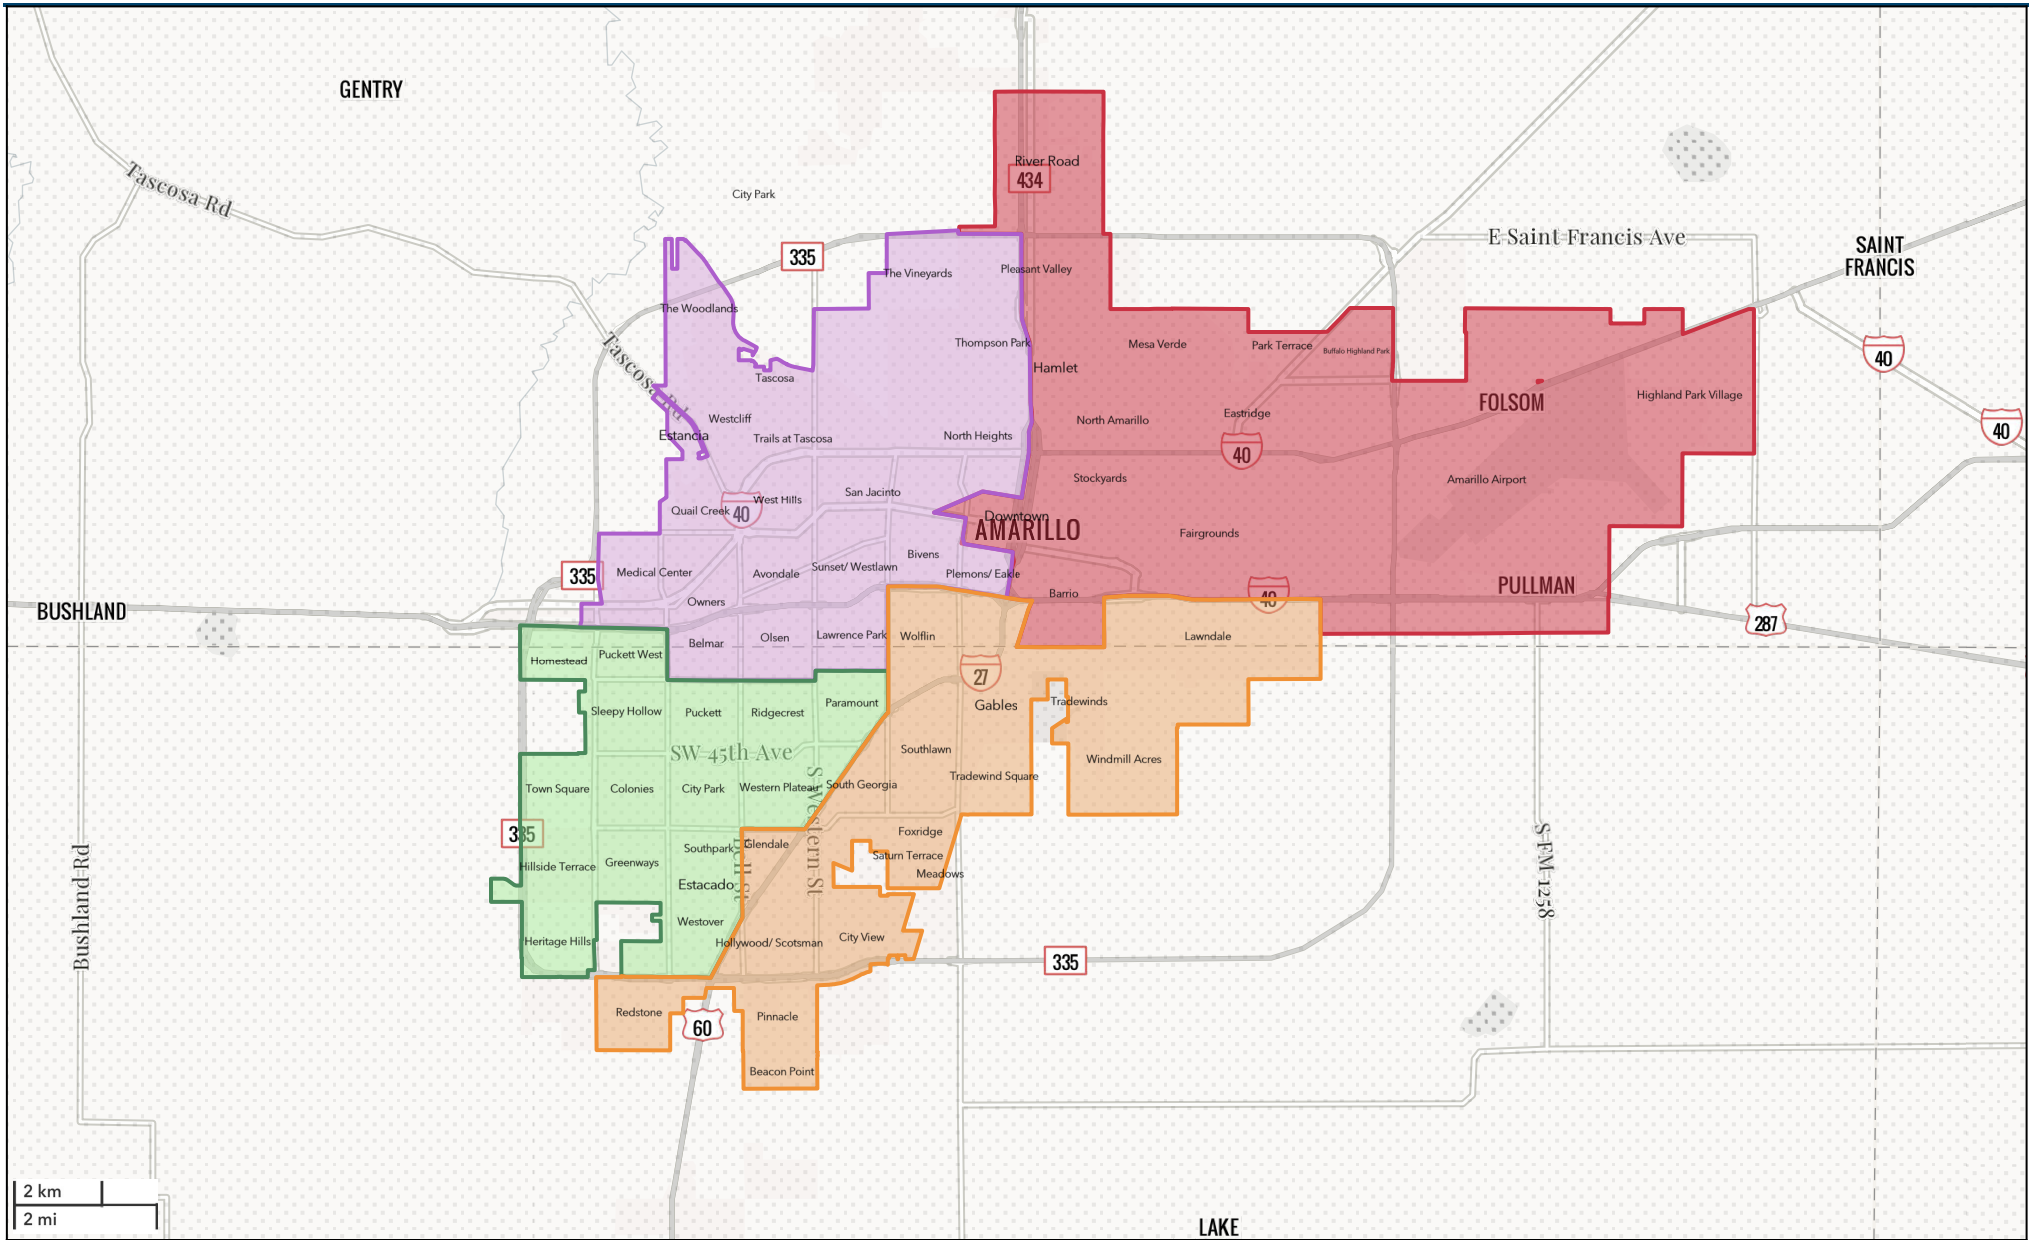 GENTRY
Tascosa Rd
City Park
River Road
434
335
E Saint Francis Ave
SAINT
FRANCIS
The Vineyards
Pleasant Valley
The Woodlands
Thompson Park
Mesa Verde
Park Terrace
Buffalo Highland Park
40
Tascosa Rd
Hamlet
Tascosa
FOLSOM
Highland Park Village
Westcliff
Estancia
Trails at Tascosa
North Heights
North Amarillo
Eastridge
40
40
Stockyards
Amarillo Airport
San Jacinto
West Hills
Quail Creek
40
Downtown
AMARILLO
Fairgrounds
Bivens
335
Medical Center
Avondale
Sunset/ Westlawn
Plemons/ Eakle
PULLMAN
BUSHLAND
Owners
Barrio
40
287
Belmar
Olsen
Lawrence Park
Wolflin
Lawndale
Homestead
Puckett West
27
Sleepy Hollow
Puckett
Ridgecrest
Paramount
Gables
Tradewinds
SW 45th Ave
Southlawn
Windmill Acres
Town Square
Colonies
City Park
Western Plateau
South Georgia
Tradewind Square
S Western St
335
Foxridge
Southpark
Glendale
Saturn Terrace
Hillside Terrace
Greenways
Meadows
Estacado
Bell St
S FM 1258
Bushland Rd
Westover
Heritage Hills
Hollywood/ Scotsman
City View
335
Redstone
60
Pinnacle
Beacon Point
2 km
2 mi
LAKE